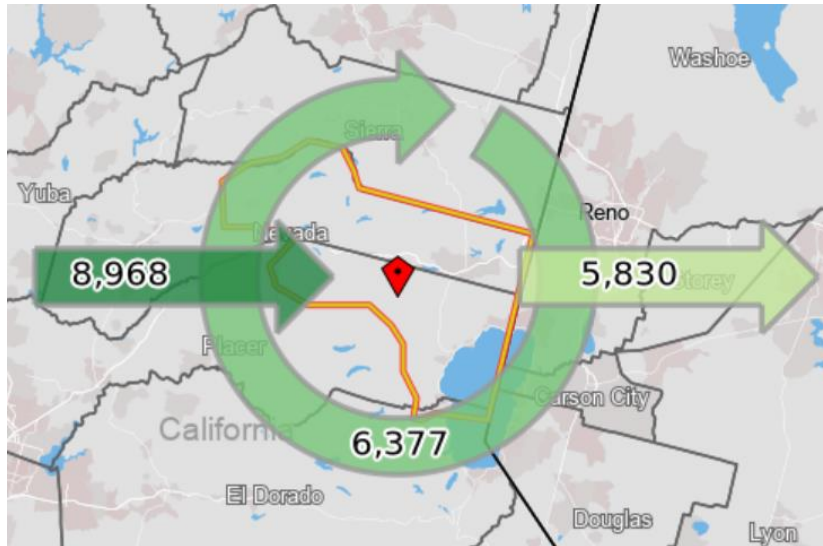 Washoe
Sierra
Yuba
Reno
Nevada
8,968
5,830
Storey
Placer
Carson City
California
6,377
El Dorado
Douglas
Lyon